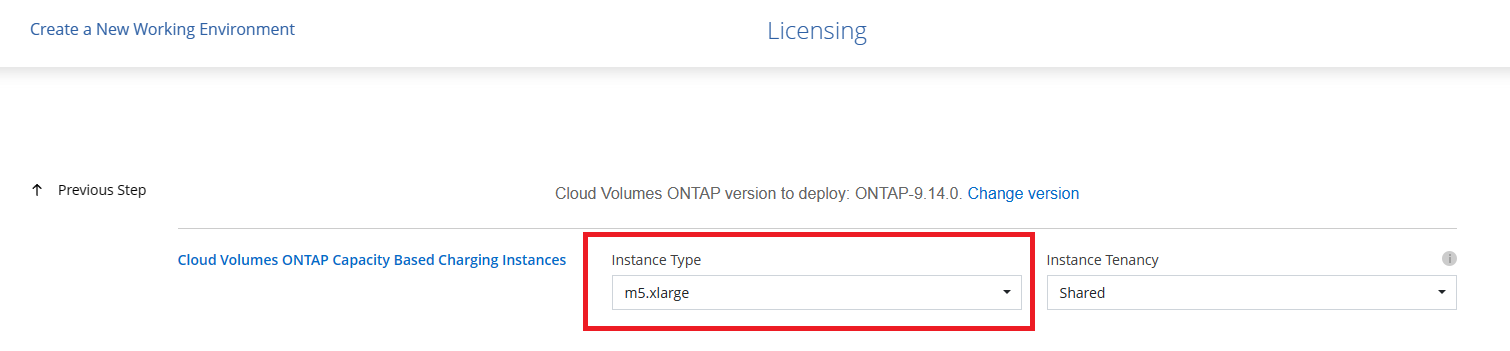 Create a New Working Environment
Licensing
Previous Step
Cloud Volumes ONTAP version to deploy: ONTAP-9.14.0. Change version
Cloud Volumes ONTAP Capacity Based Charging Instances
Instance Type
m5.xlarge
Instance Tenancy
i
Shared